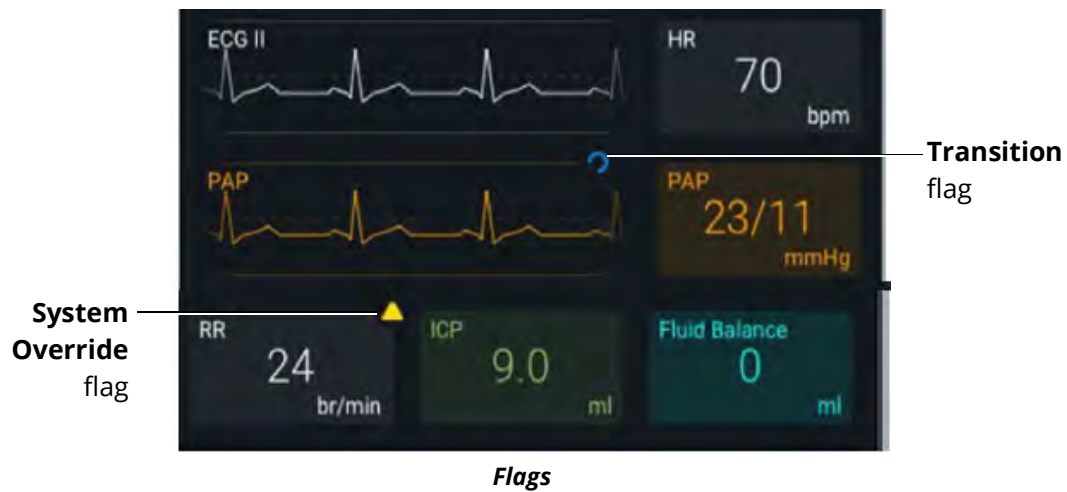 ECG II
HR
70
bpm
Transition
flag
PAP
PAP
23/11
mmHg
System
Override
flag
RR
24
br/min
ICP
9.0
ml
Fluid Balance
0
ml
Flags